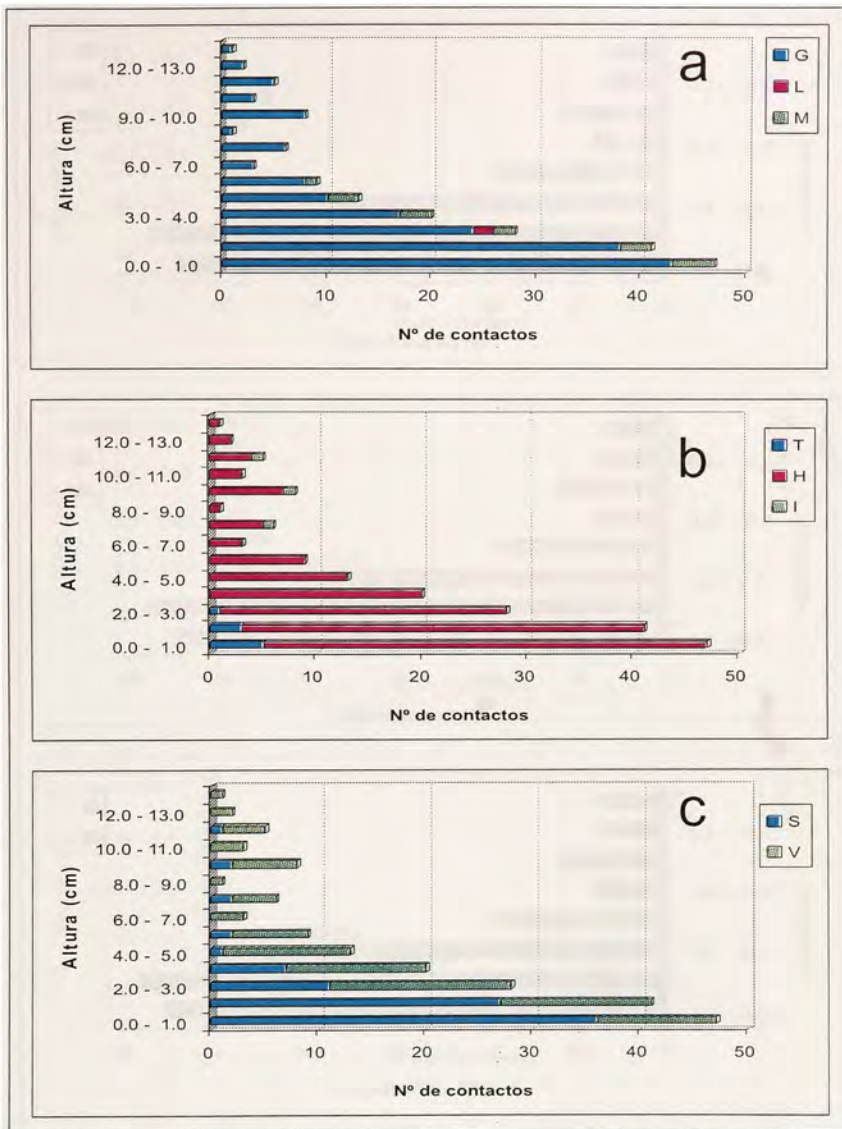 a
G
L
M
Altura (cm)
12.0 - 13.0
9.0 - 10.0
6.0 - 7.0
3.0 - 4.0
0.0 - 1.0
0 10 20 30 40 50
Nº de contactos
b
T
H
I
Altura (cm)
12.0 - 13.0
10.0 - 11.0
8.0 - 9.0
6.0 - 7.0
4.0 - 5.0
2.0 - 3.0
0.0 - 1.0
0 10 20 30 40 50
Nº de contactos
c
S
V
Altura (cm)
12.0 - 13.0
10.0 - 11.0
8.0 - 9.0
6.0 - 7.0
4.0 - 5.0
2.0 - 3.0
0.0 - 1.0
0 10 20 30 40 50
Nº de contactos